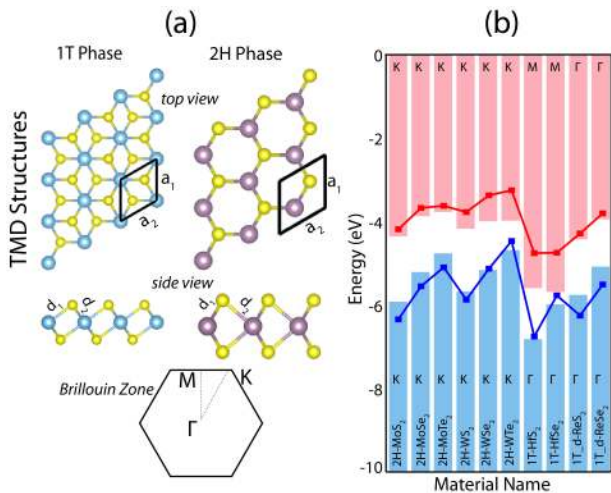 (a)
1T Phase
2H Phase
top view
TMD Structures
a1
a2
a1
a2
side view
d1
d2
d1
d2
Brillouin Zone
M
K
Γ
(b)
0
-2
-4
-6
-8
-10
Energy (eV)
K K K K K K M M Γ Γ
K K K K K K Γ Γ Γ Γ
2H-MoS2
2H-MoSe2
2H-MoTe2
2H-WS2
2H-WSe2
2H-WTe2
1T-HfS2
1T-HfSe2
1T_d-ReS2
1T_d-ReSe2
Material Name